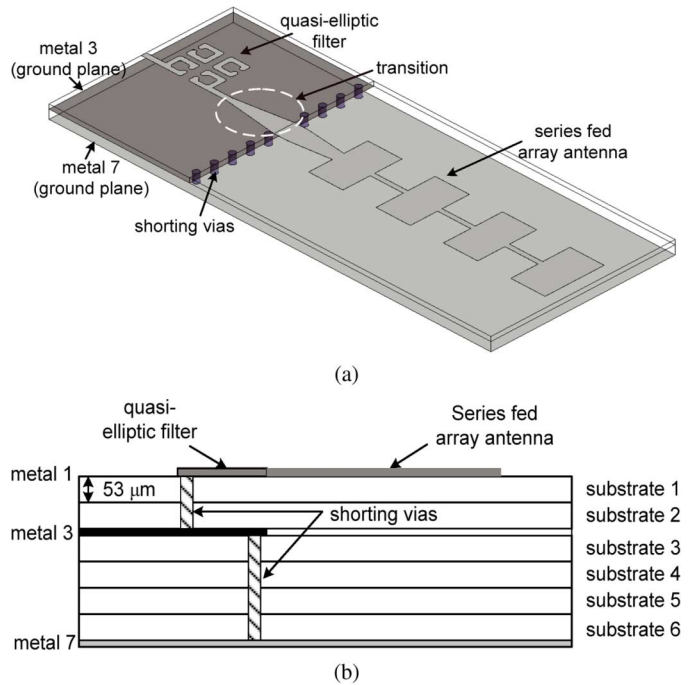 quasi-elliptic
filter
metal 3
(ground plane)
transition
series fed
array antenna
metal 7
(ground plane)
shorting vias
(a)
quasi-
elliptic filter
Series fed
array antenna
metal 1
53 μm
substrate 1
shorting vias
substrate 2
metal 3
substrate 3
substrate 4
substrate 5
substrate 6
metal 7
(b)